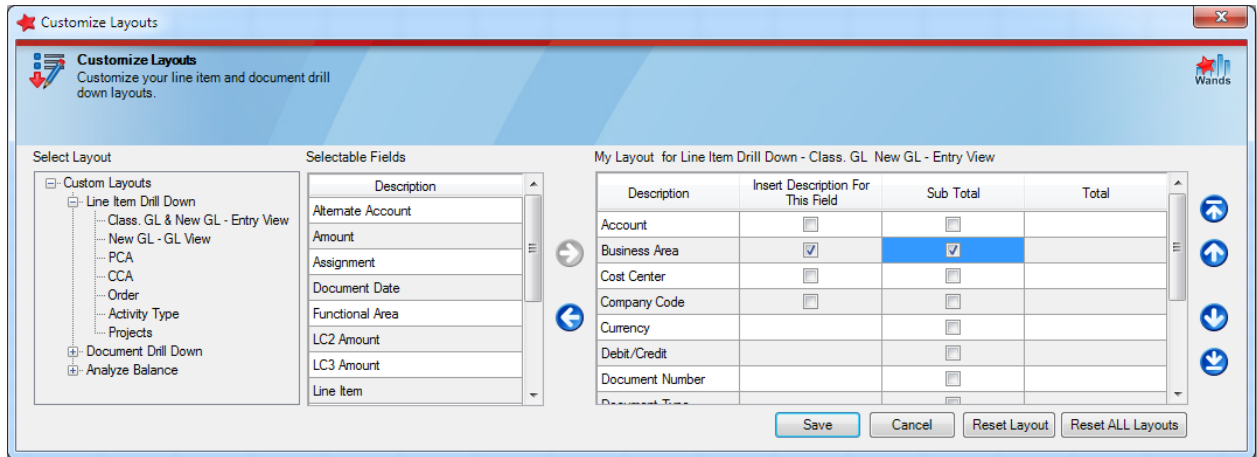 Customize Layouts
Customize Layouts
Customize your line item and document drill
down layouts.
Wands
Select Layout
Custom Layouts
Line Item Drill Down
Class. GL & New GL - Entry View
New GL - GL View
PCA
CCA
Order
Activity Type
Projects
Document Drill Down
Analyze Balance
Selectable Fields
Description
Alternate Account
Amount
Assignment
Document Date
Functional Area
LC2 Amount
LC3 Amount
Line Item
My Layout for Line Item Drill Down - Class. GL New GL - Entry View
Description
Insert Description For
This Field
Sub Total
Total
Account
Business Area
Cost Center
Company Code
Currency
Debit/Credit
Document Number
Document Type
Save
Cancel
Reset Layout
Reset ALL Layouts